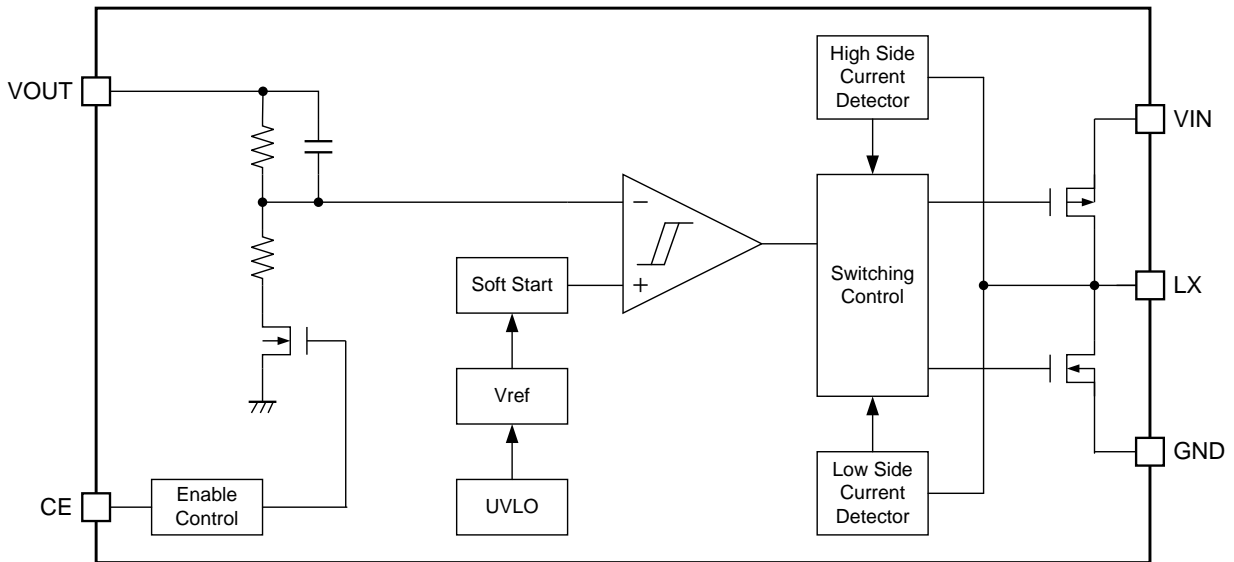 High Side
Current
Detector
VOUT
VIN
−
Soft Start
+
Switching
Control
LX
Vref
GND
Low Side
Current
Detector
CE
Enable
Control
UVLO